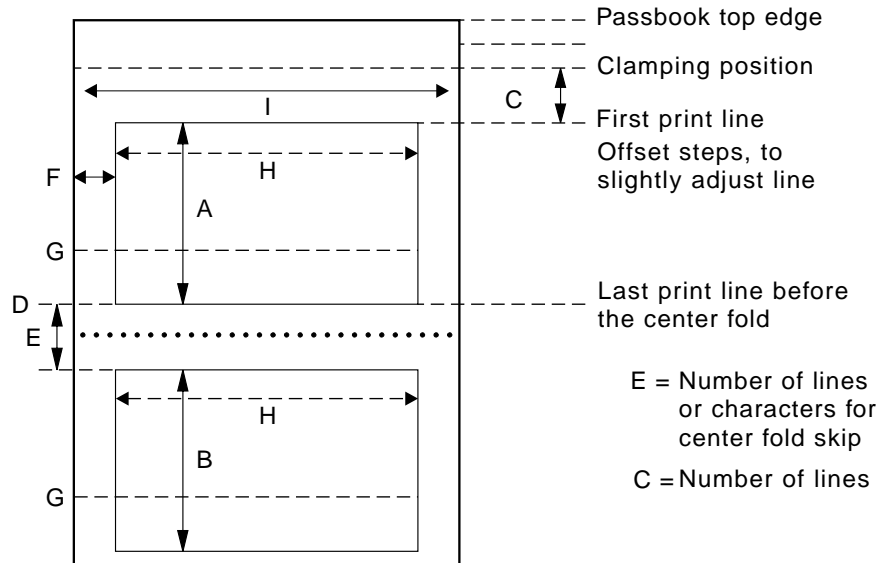 Passbook top edge
Clamping position
C
I
First print line
Offset steps, to
slightly adjust line
F
H
A
G
D
Last print line before
the center fold
E
E = Number of lines
or characters for
center fold skip
H
B
C = Number of lines
G